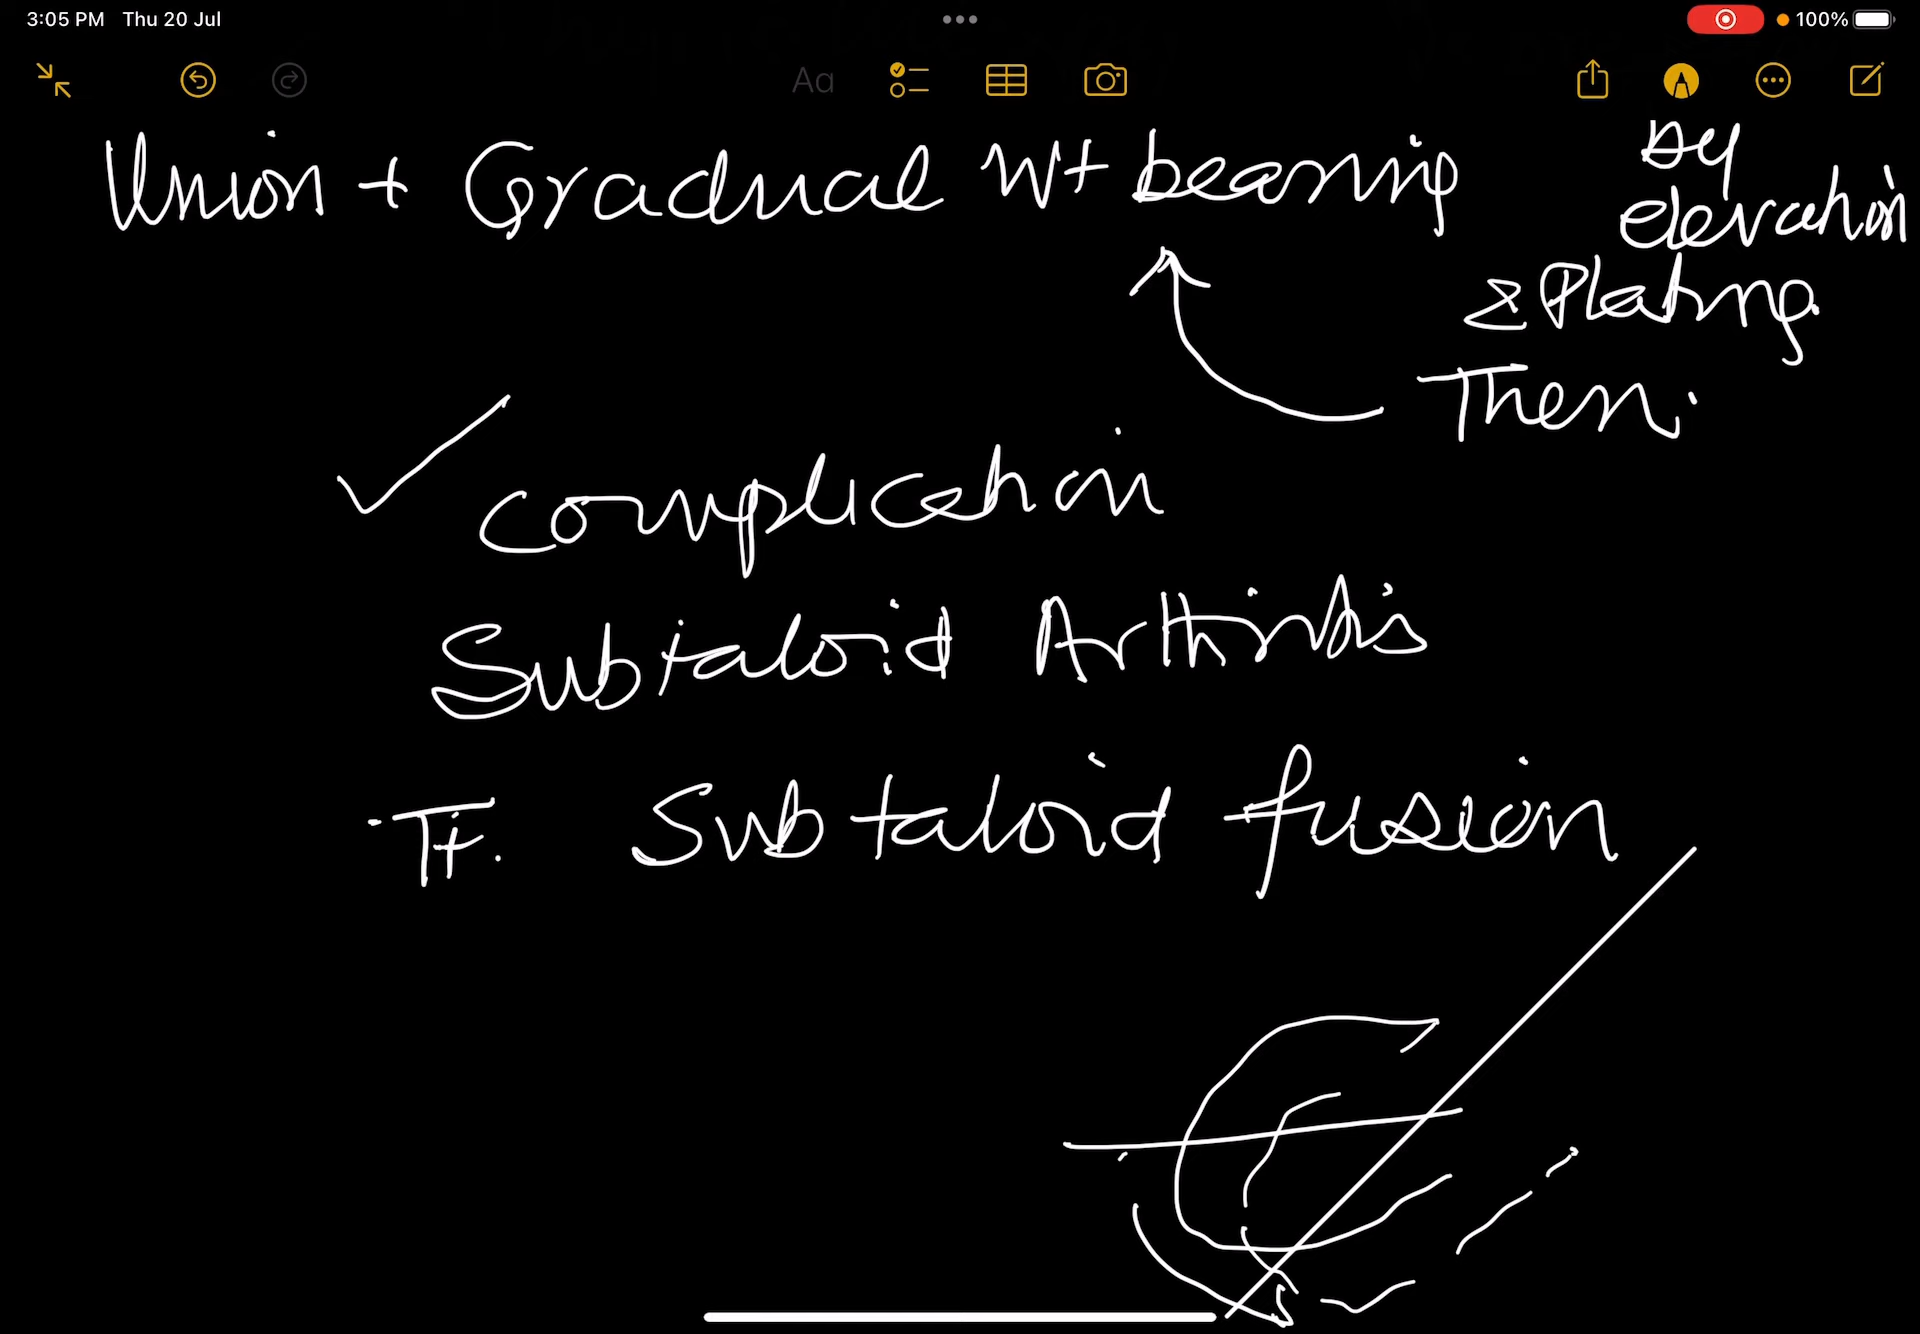 3:05 PM Thu 20 Jul
100%
Aa
Union + Gradual Wt bearing
By
elevation
& Plating
Then.
✓ Complication
Subtaloid Arthirits
Tt. Subtaloid fusion